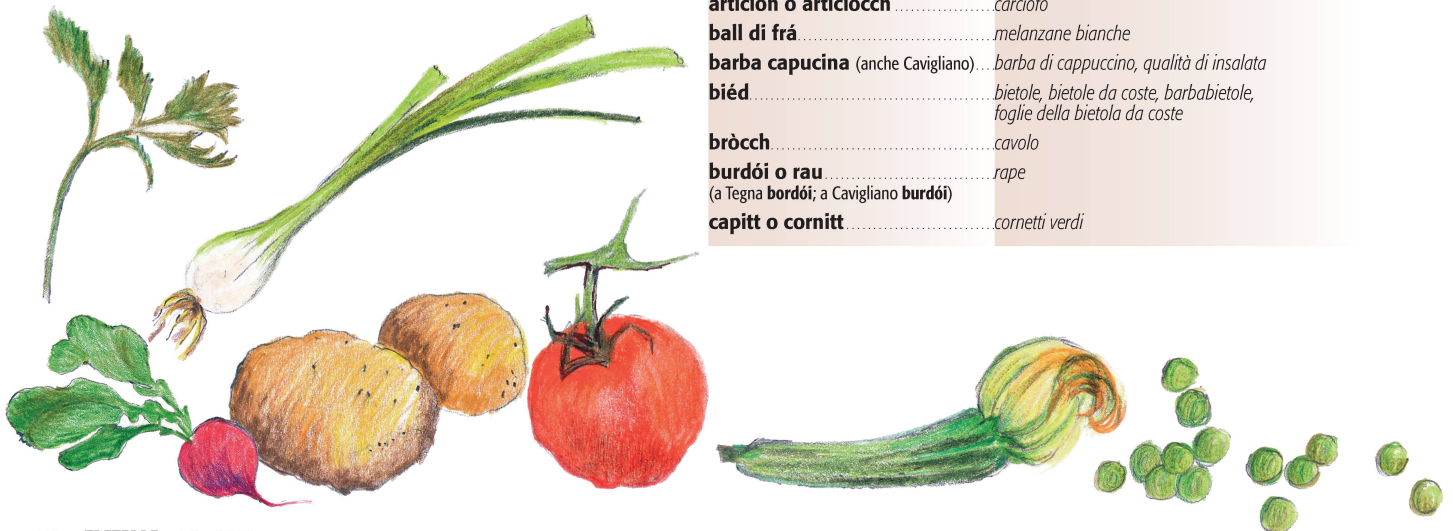 articion o articiocch ..................... carciofo
ball di frá ..................... melanzane bianche
barba capucina (anche Cavigliano) .... barba di cappuccino, qualità di insalata
biéd ..................... bietole, bietole da coste, barbabietole,
foglie della bietola da coste
bròcch ..................... cavolo
burdói o rau ..................... rape
(a Tegna bordói; a Cavigliano burdói)
capitt o cornitt ..................... cornetti verdi